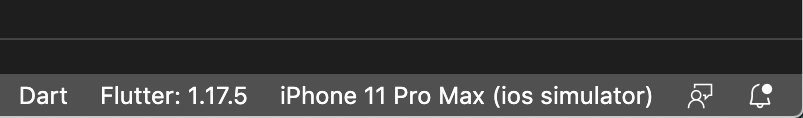 Dart Flutter: 1.17.5 iPhone 11 Pro Max (ios simulator)